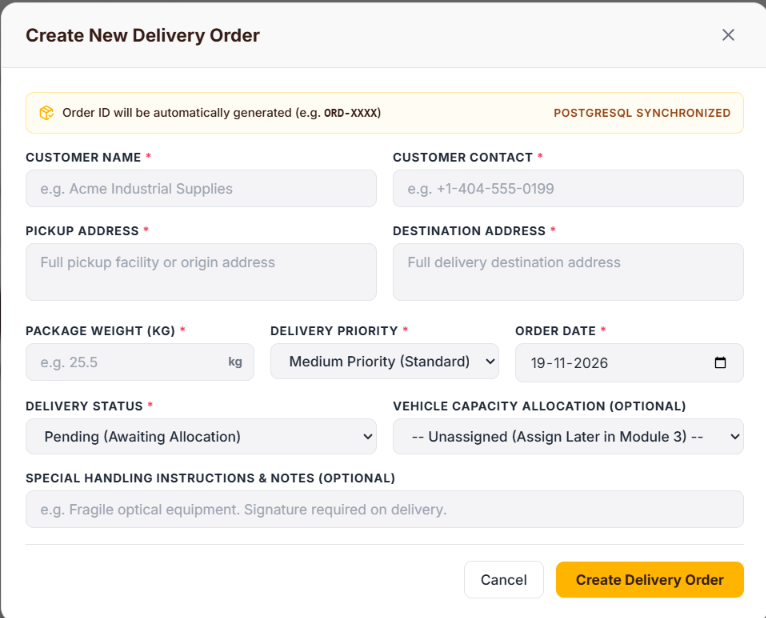 Create New Delivery Order
Order ID will be automatically generated (e.g. ORD-XXXX) POSTGRESQL SYNCHRONIZED
CUSTOMER NAME * CUSTOMER CONTACT *
e.g. Acme Industrial Supplies e.g. +1-404-555-0199
PICKUP ADDRESS * DESTINATION ADDRESS *
Full pickup facility or origin address Full delivery destination address
PACKAGE WEIGHT (KG) * DELIVERY PRIORITY * ORDER DATE *
e.g. 25.5 kg Medium Priority (Standard) 19-11-2026
DELIVERY STATUS * VEHICLE CAPACITY ALLOCATION (OPTIONAL)
Pending (Awaiting Allocation) -- Unassigned (Assign Later in Module 3) --
SPECIAL HANDLING INSTRUCTIONS & NOTES (OPTIONAL)
e.g. Fragile optical equipment. Signature required on delivery.
Cancel Create Delivery Order